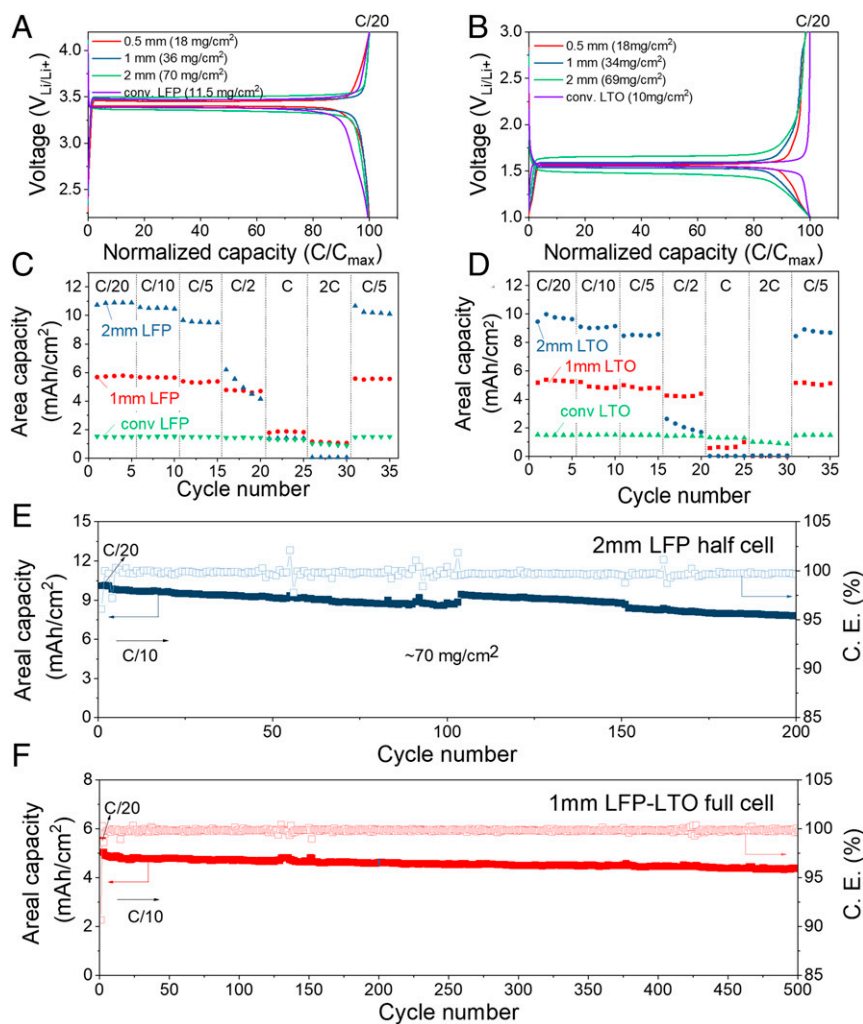 A
C/20
4.0
3.5
3.0
2.5
Voltage (V_Li/Li+)
0.5 mm (18 mg/cm²)
1 mm (36 mg/cm²)
2 mm (70 mg/cm²)
conv. LFP (11.5 mg/cm²)
0 20 40 60 80 100
Normalized capacity (C/C_max)
B
C/20
3.0
2.5
2.0
1.5
1.0
Voltage (V_Li/Li+)
0.5 mm (18mg/cm²)
1 mm (34mg/cm²)
2 mm (69mg/cm²)
conv. LTO (10mg/cm²)
0 20 40 60 80 100
Normalized capacity (C/C_max)
C
C/20 C/10 C/5 C/2 C 2C C/5
12
10
8
6
4
2
0
Area capacity
(mAh/cm²)
2mm LFP
1mm LFP
conv LFP
0 5 10 15 20 25 30 35
Cycle number
D
C/20 C/10 C/5 C/2 C 2C C/5
12
10
8
6
4
2
0
Areal capacity
(mAh/cm²)
2mm LTO
1mm LTO
conv LTO
0 5 10 15 20 25 30 35
Cycle number
E
15
12
9
6
3
0
Areal capacity
(mAh/cm²)
C/20
2mm LFP half cell
C/10
~70 mg/cm²
105
100
95
90
85
C. E. (%)
0 50 100 150 200
Cycle number
F
8
6
4
2
0
Areal capacity
(mAh/cm²)
C/20
1mm LFP-LTO full cell
C/10
105
100
95
90
85
C. E. (%)
0 50 100 150 200 250 300 350 400 450 500
Cycle number